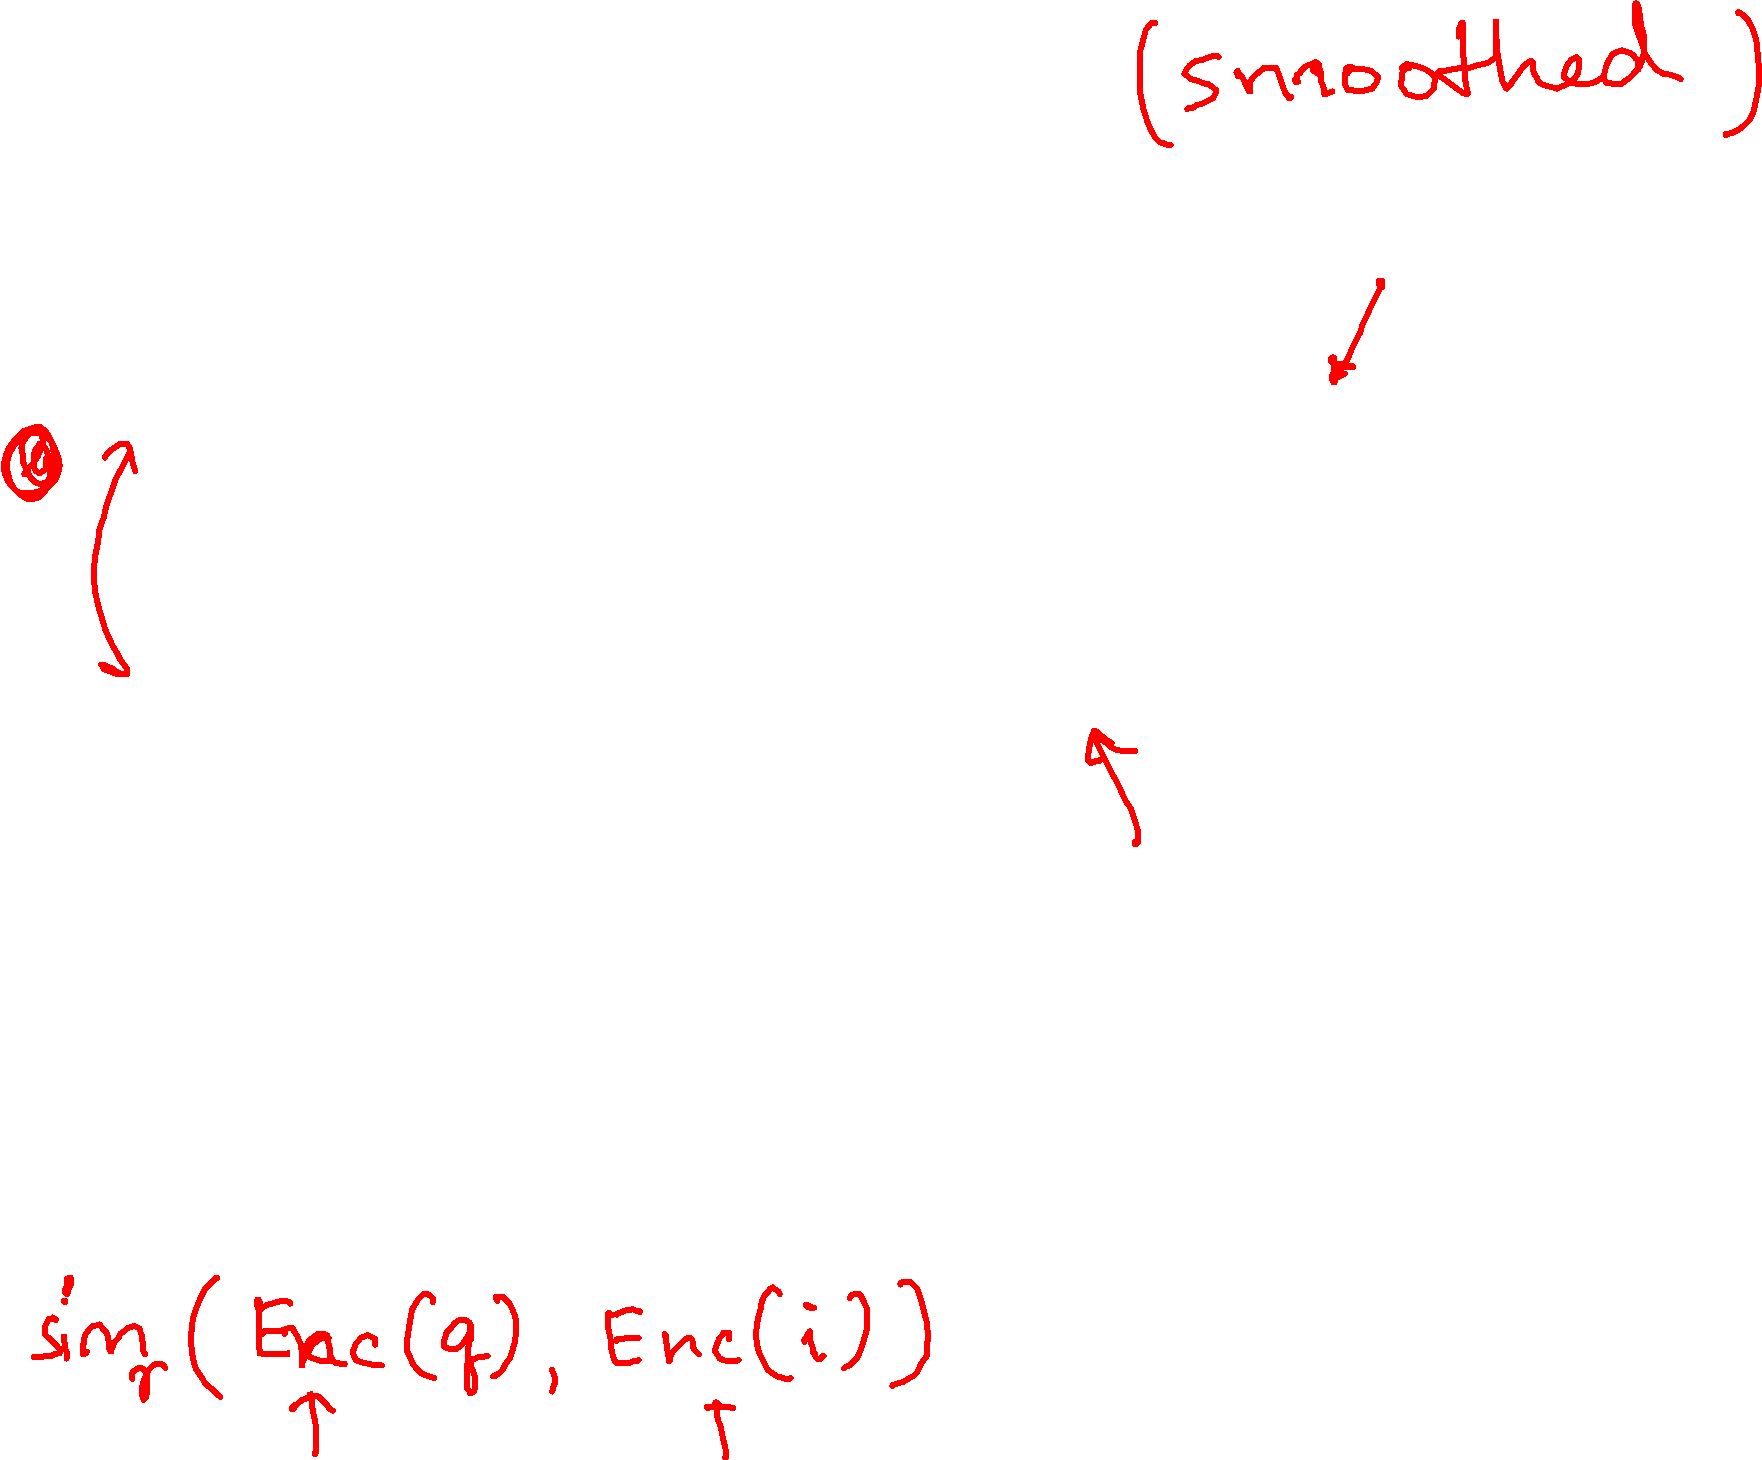 (smoothed)
sim_r(Enc(q), Enc(i))